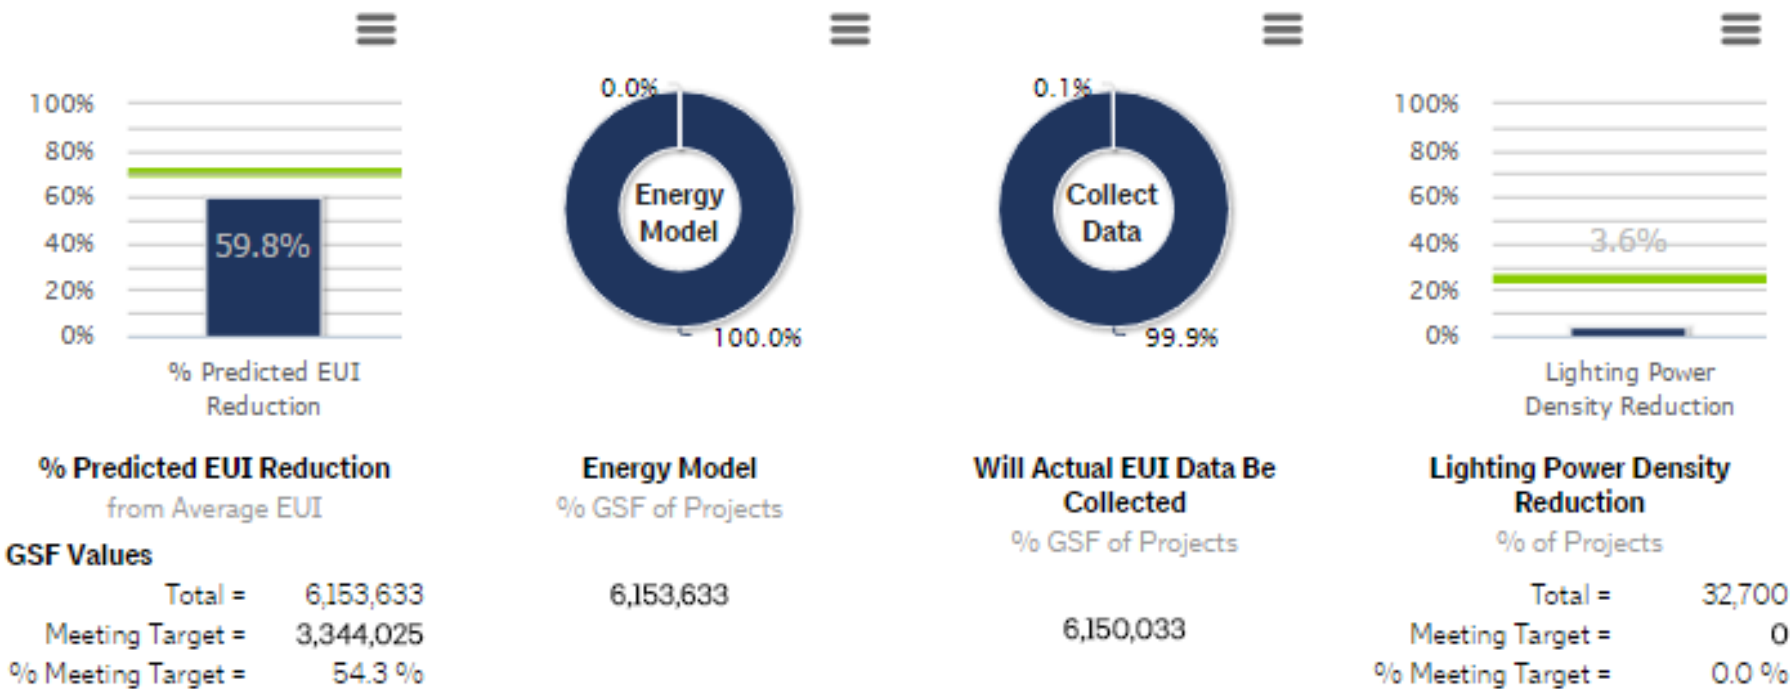 100%
80%
60%
40%
20%
0%
59.8%
% Predicted EUI
Reduction
% Predicted EUI Reduction
from Average EUI
GSF Values
Total = 6,153,633
Meeting Target = 3,344,025
% Meeting Target = 54.3 %
0.0%
Energy
Model
100.0%
Energy Model
% GSF of Projects
6,153,633
0.1%
Collect
Data
99.9%
Will Actual EUI Data Be
Collected
% GSF of Projects
6,150,033
100%
80%
60%
40%
20%
0%
3.6%
Lighting Power
Density Reduction
Lighting Power Density
Reduction
% of Projects
Total = 32,700
Meeting Target = 0
% Meeting Target = 0.0 %